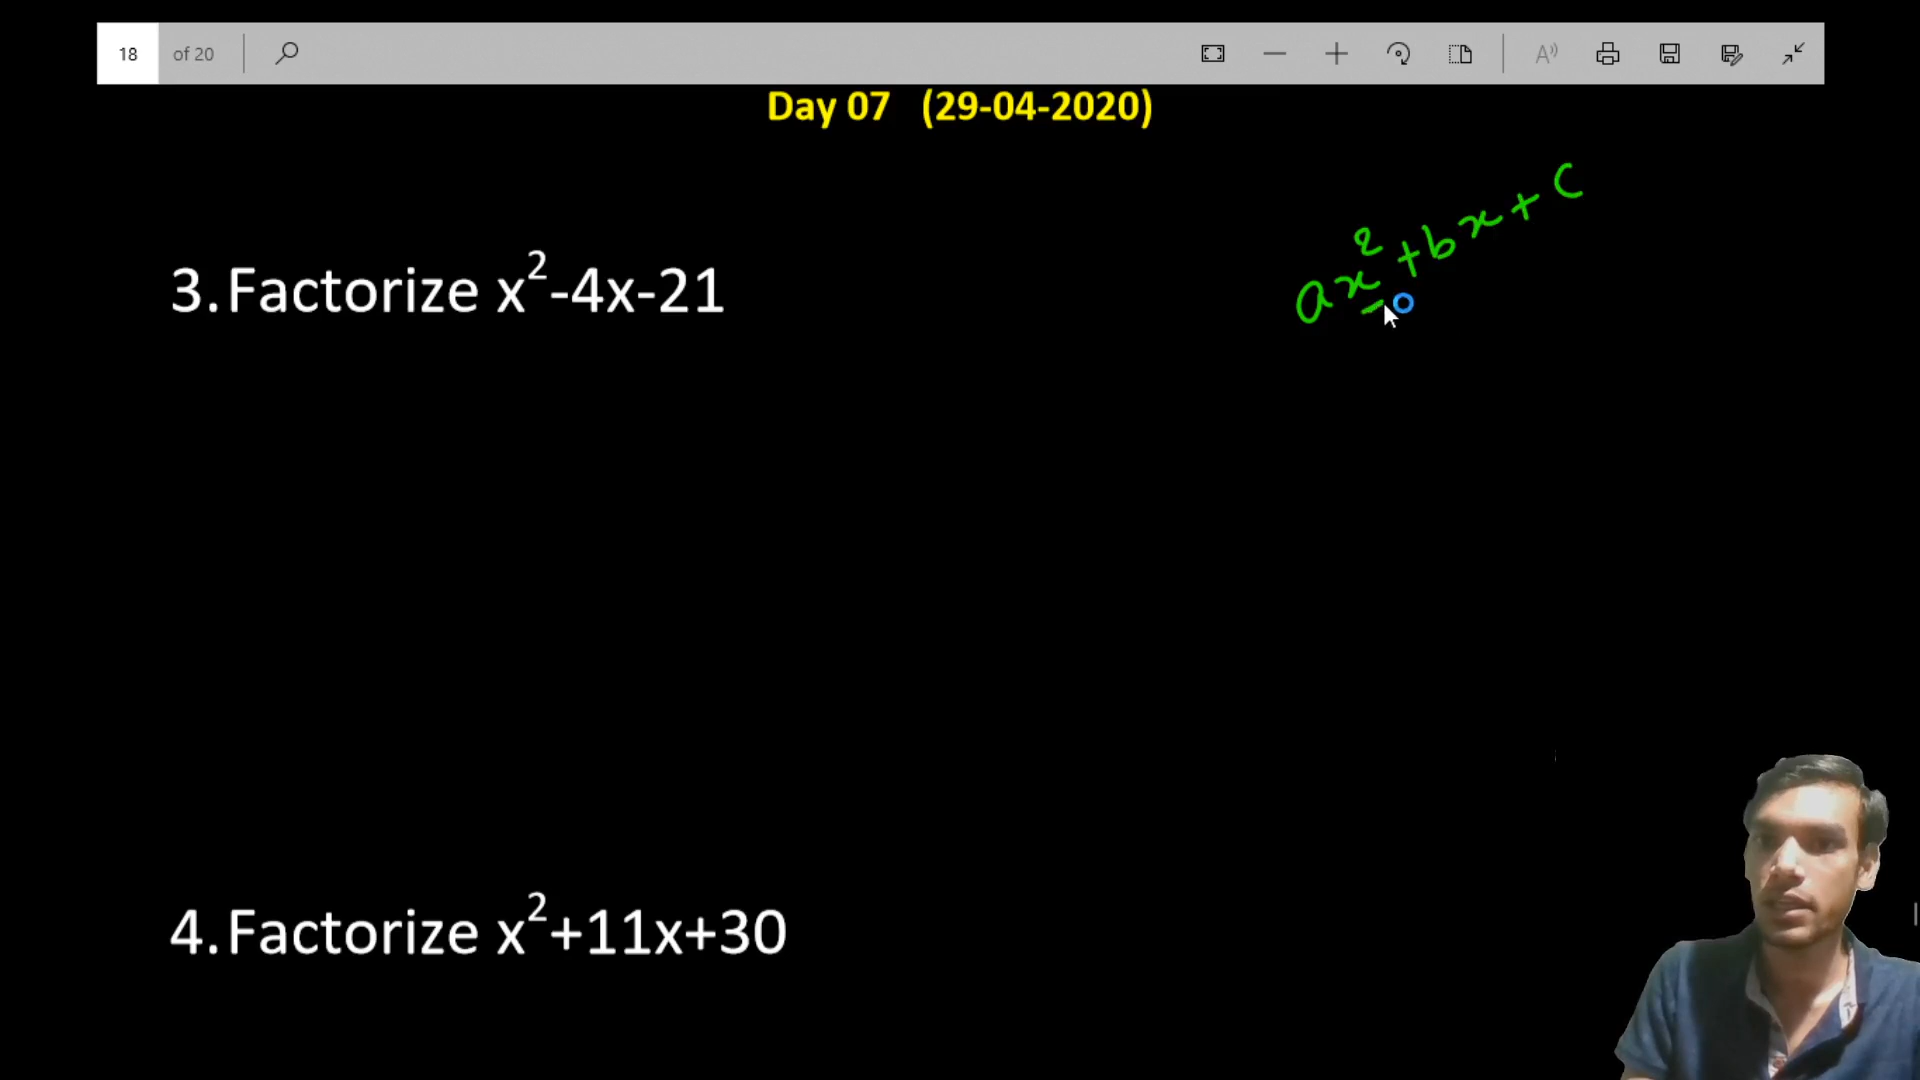 18 of 20
Day 07 (29-04-2020)
ax²+bx+c
3. Factorize x²-4x-21
4. Factorize x²+11x+30